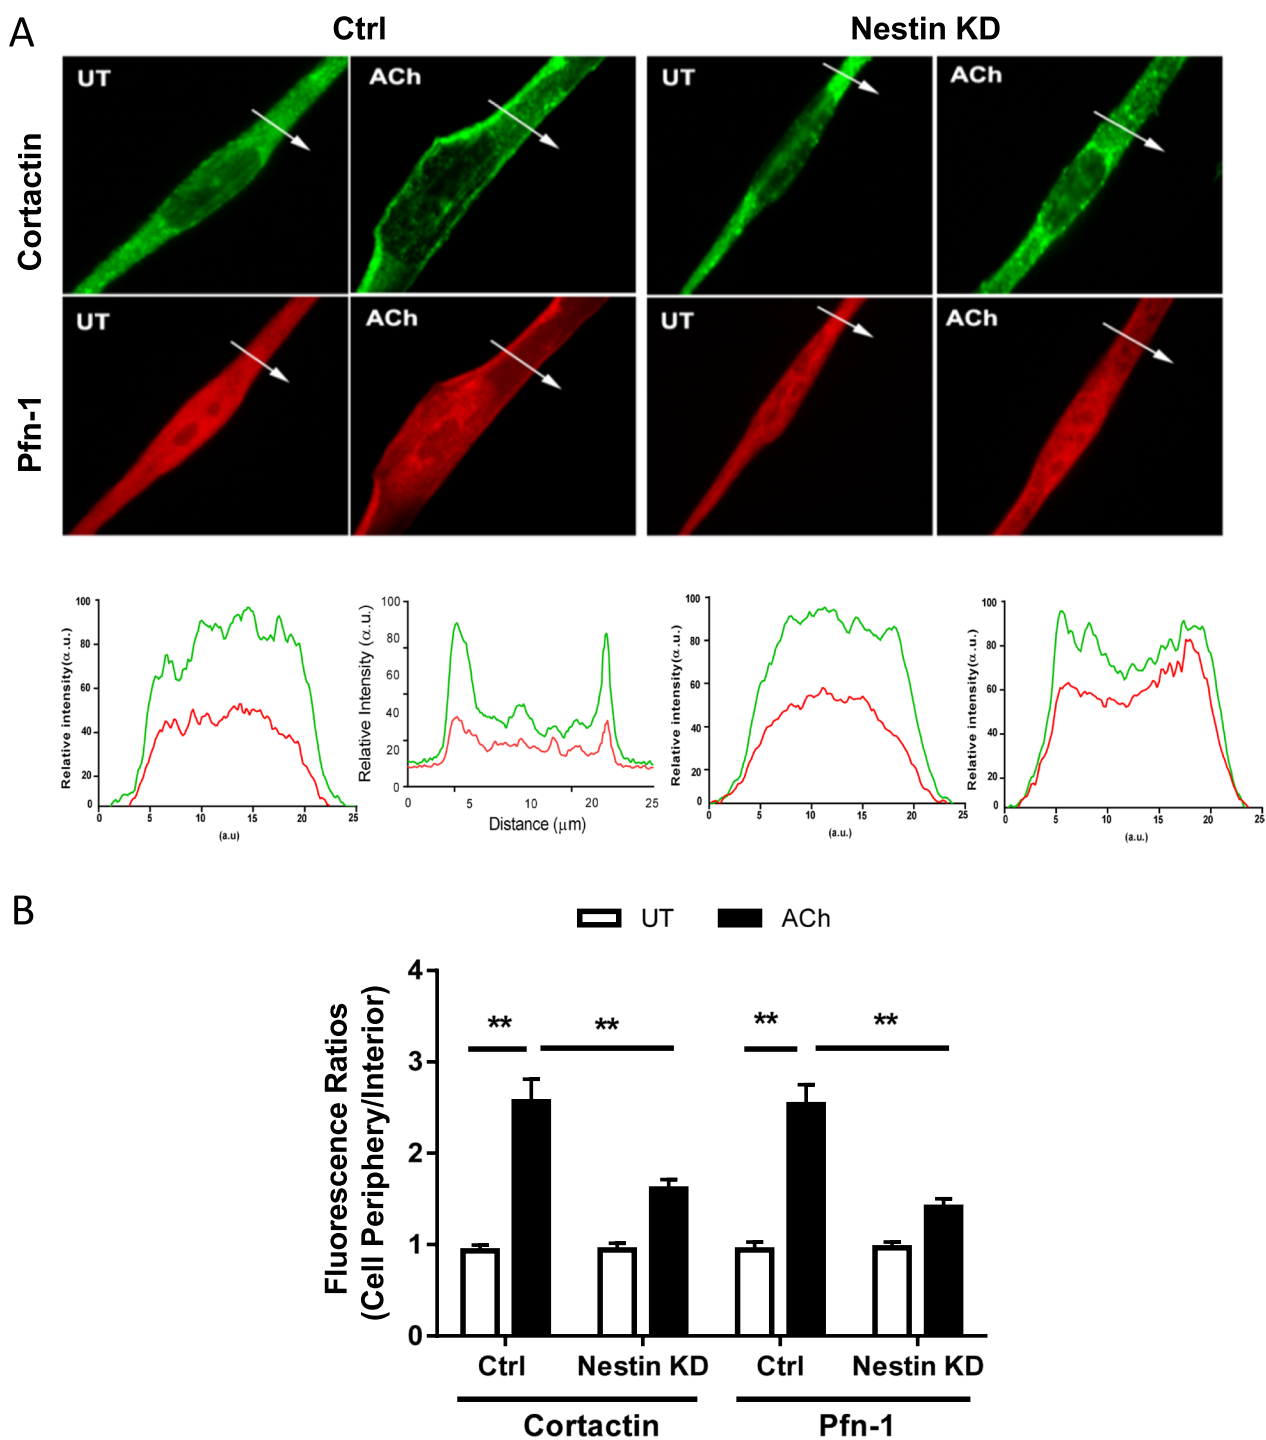 A
Ctrl
Nestin KD
Cortactin
UT
ACh
UT
ACh
Pfn-1
UT
ACh
UT
ACh
Relative intensity(α.u.)
100
80
60
40
20
0
0 5 10 15 20 25
(a.u)
Relative Intensity (α.u.)
100
80
60
40
20
0
0 5 10 20 25
Distance (μm)
Relative intensity(α.u.)
100
80
60
40
20
0
0 5 10 15 20 25
(a.u.)
Relative intensity(α.u.)
100
80
60
40
20
0
0 5 10 15 20 25
(a.u.)
B
UT ACh
Fluorescence Ratios
(Cell Periphery/Interior)
4
3
2
1
0
** ** ** **
Ctrl Nestin KD Ctrl Nestin KD
Cortactin Pfn-1